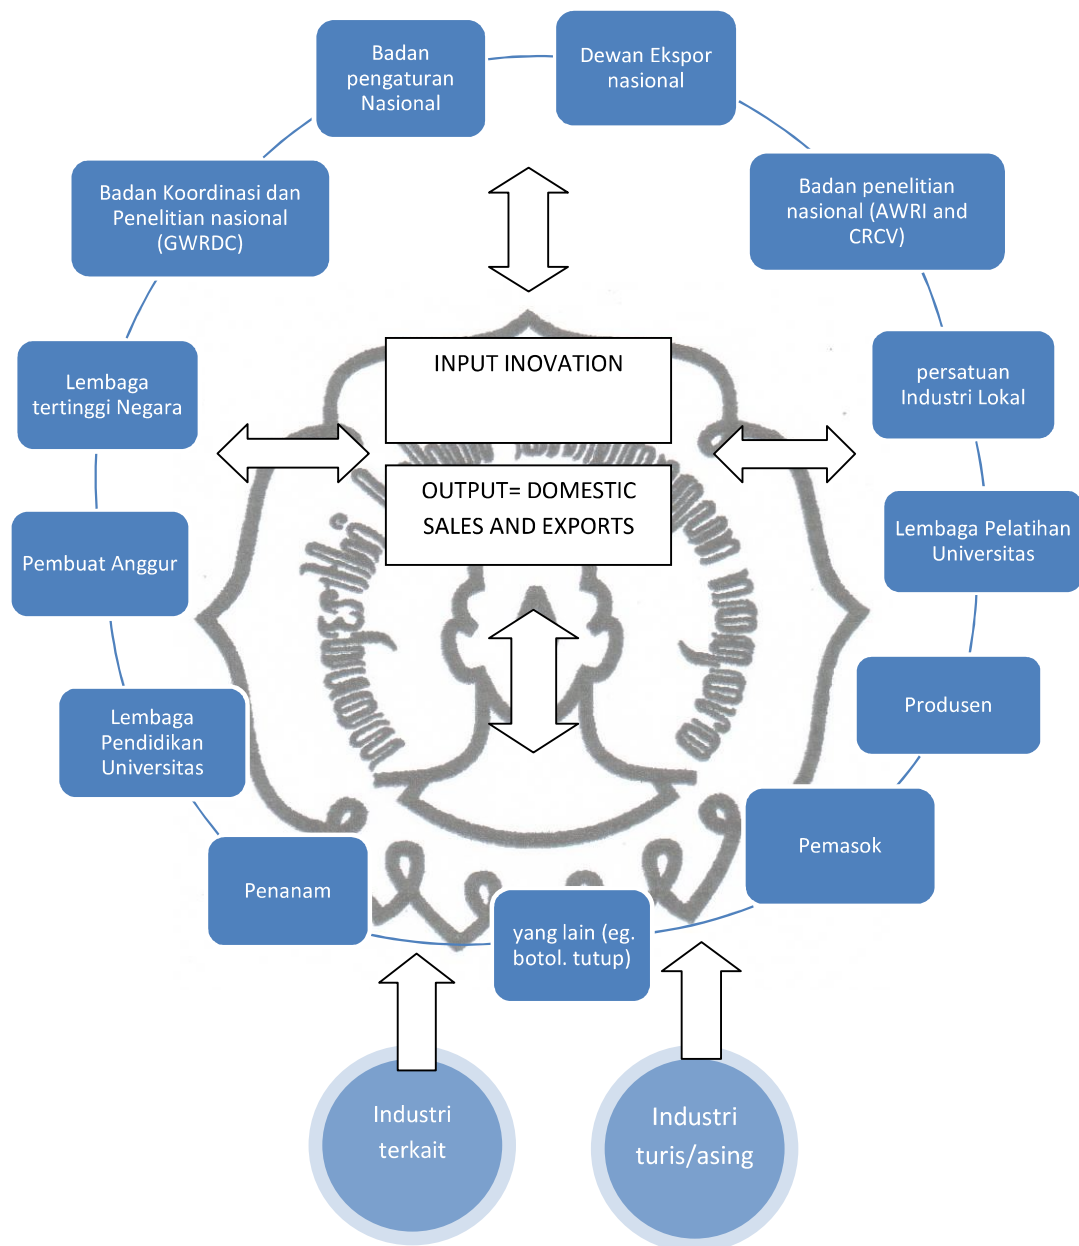 Badan
pengaturan
Nasional
Dewan Ekspor
nasional
Badan Koordinasi dan
Penelitian nasional
(GWRDC)
Badan penelitian
nasional (AWRI and
CRCV)
Lembaga
tertinggi Negara
INPUT INOVATION
persatuan
Industri Lokal
OUTPUT= DOMESTIC
SALES AND EXPORTS
Pembuat Anggur
Lembaga Pelatihan
Universitas
Lembaga
Pendidikan
Universitas
Produsen
Penanam
Pemasok
yang lain (eg.
botol. tutup)
Industri
terkait
Industri
turis/asing